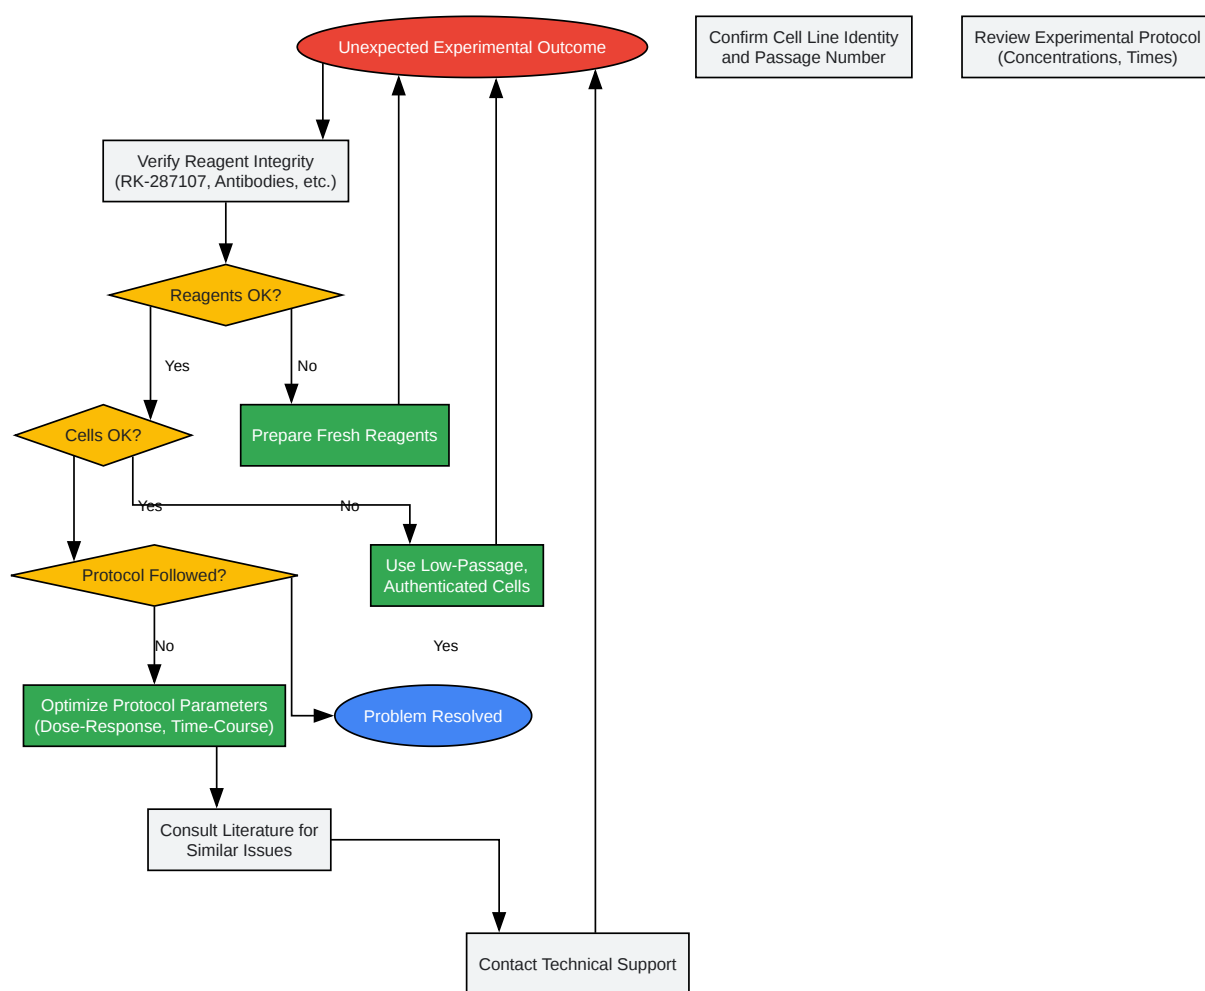 Unexpected Experimental Outcome
Confirm Cell Line Identity
and Passage Number
Review Experimental Protocol
(Concentrations, Times)
Verify Reagent Integrity
(RK-287107, Antibodies, etc.)
Reagents OK?
Yes
No
Cells OK?
Prepare Fresh Reagents
Yes
No
Protocol Followed?
Use Low-Passage,
Authenticated Cells
No
Yes
Optimize Protocol Parameters
(Dose-Response, Time-Course)
Problem Resolved
Consult Literature for
Similar Issues
Contact Technical Support